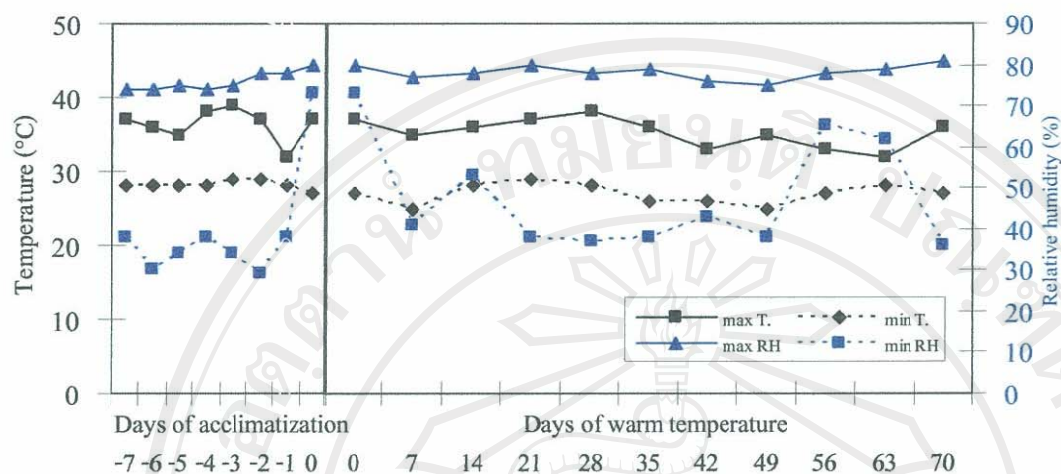 50
40
30
20
10
0
Temperature (°C)
90
80
70
60
50
40
30
20
10
0
Relative humidity (%)
max T.
min T.
max RH
min RH
Days of acclimatization
Days of warm temperature
-7 -6 -5 -4 -3 -2 -1 0
0 7 14 21 28 35 42 49 56 63 70